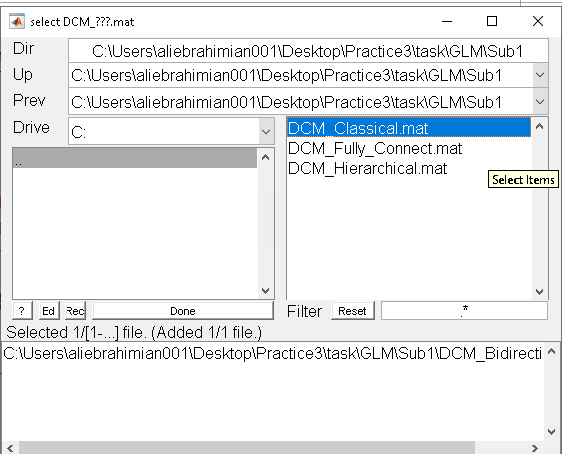 select DCM_???.mat
Dir C:\Users\aliebrahimian001\Desktop\Practice3\task\GLM\Sub1
Up C:\Users\aliebrahimian001\Desktop\Practice3\task\GLM\Sub1
Prev C:\Users\aliebrahimian001\Desktop\Practice3\task\GLM\Sub1
Drive C:
DCM_Classical.mat
DCM_Fully_Connect.mat
DCM_Hierarchical.mat
Select Items
..
? Ed Rec Done Filter Reset .*
Selected 1/[1-...] file. (Added 1/1 file.)
C:\Users\aliebrahimian001\Desktop\Practice3\task\GLM\Sub1\DCM_Bidirecti